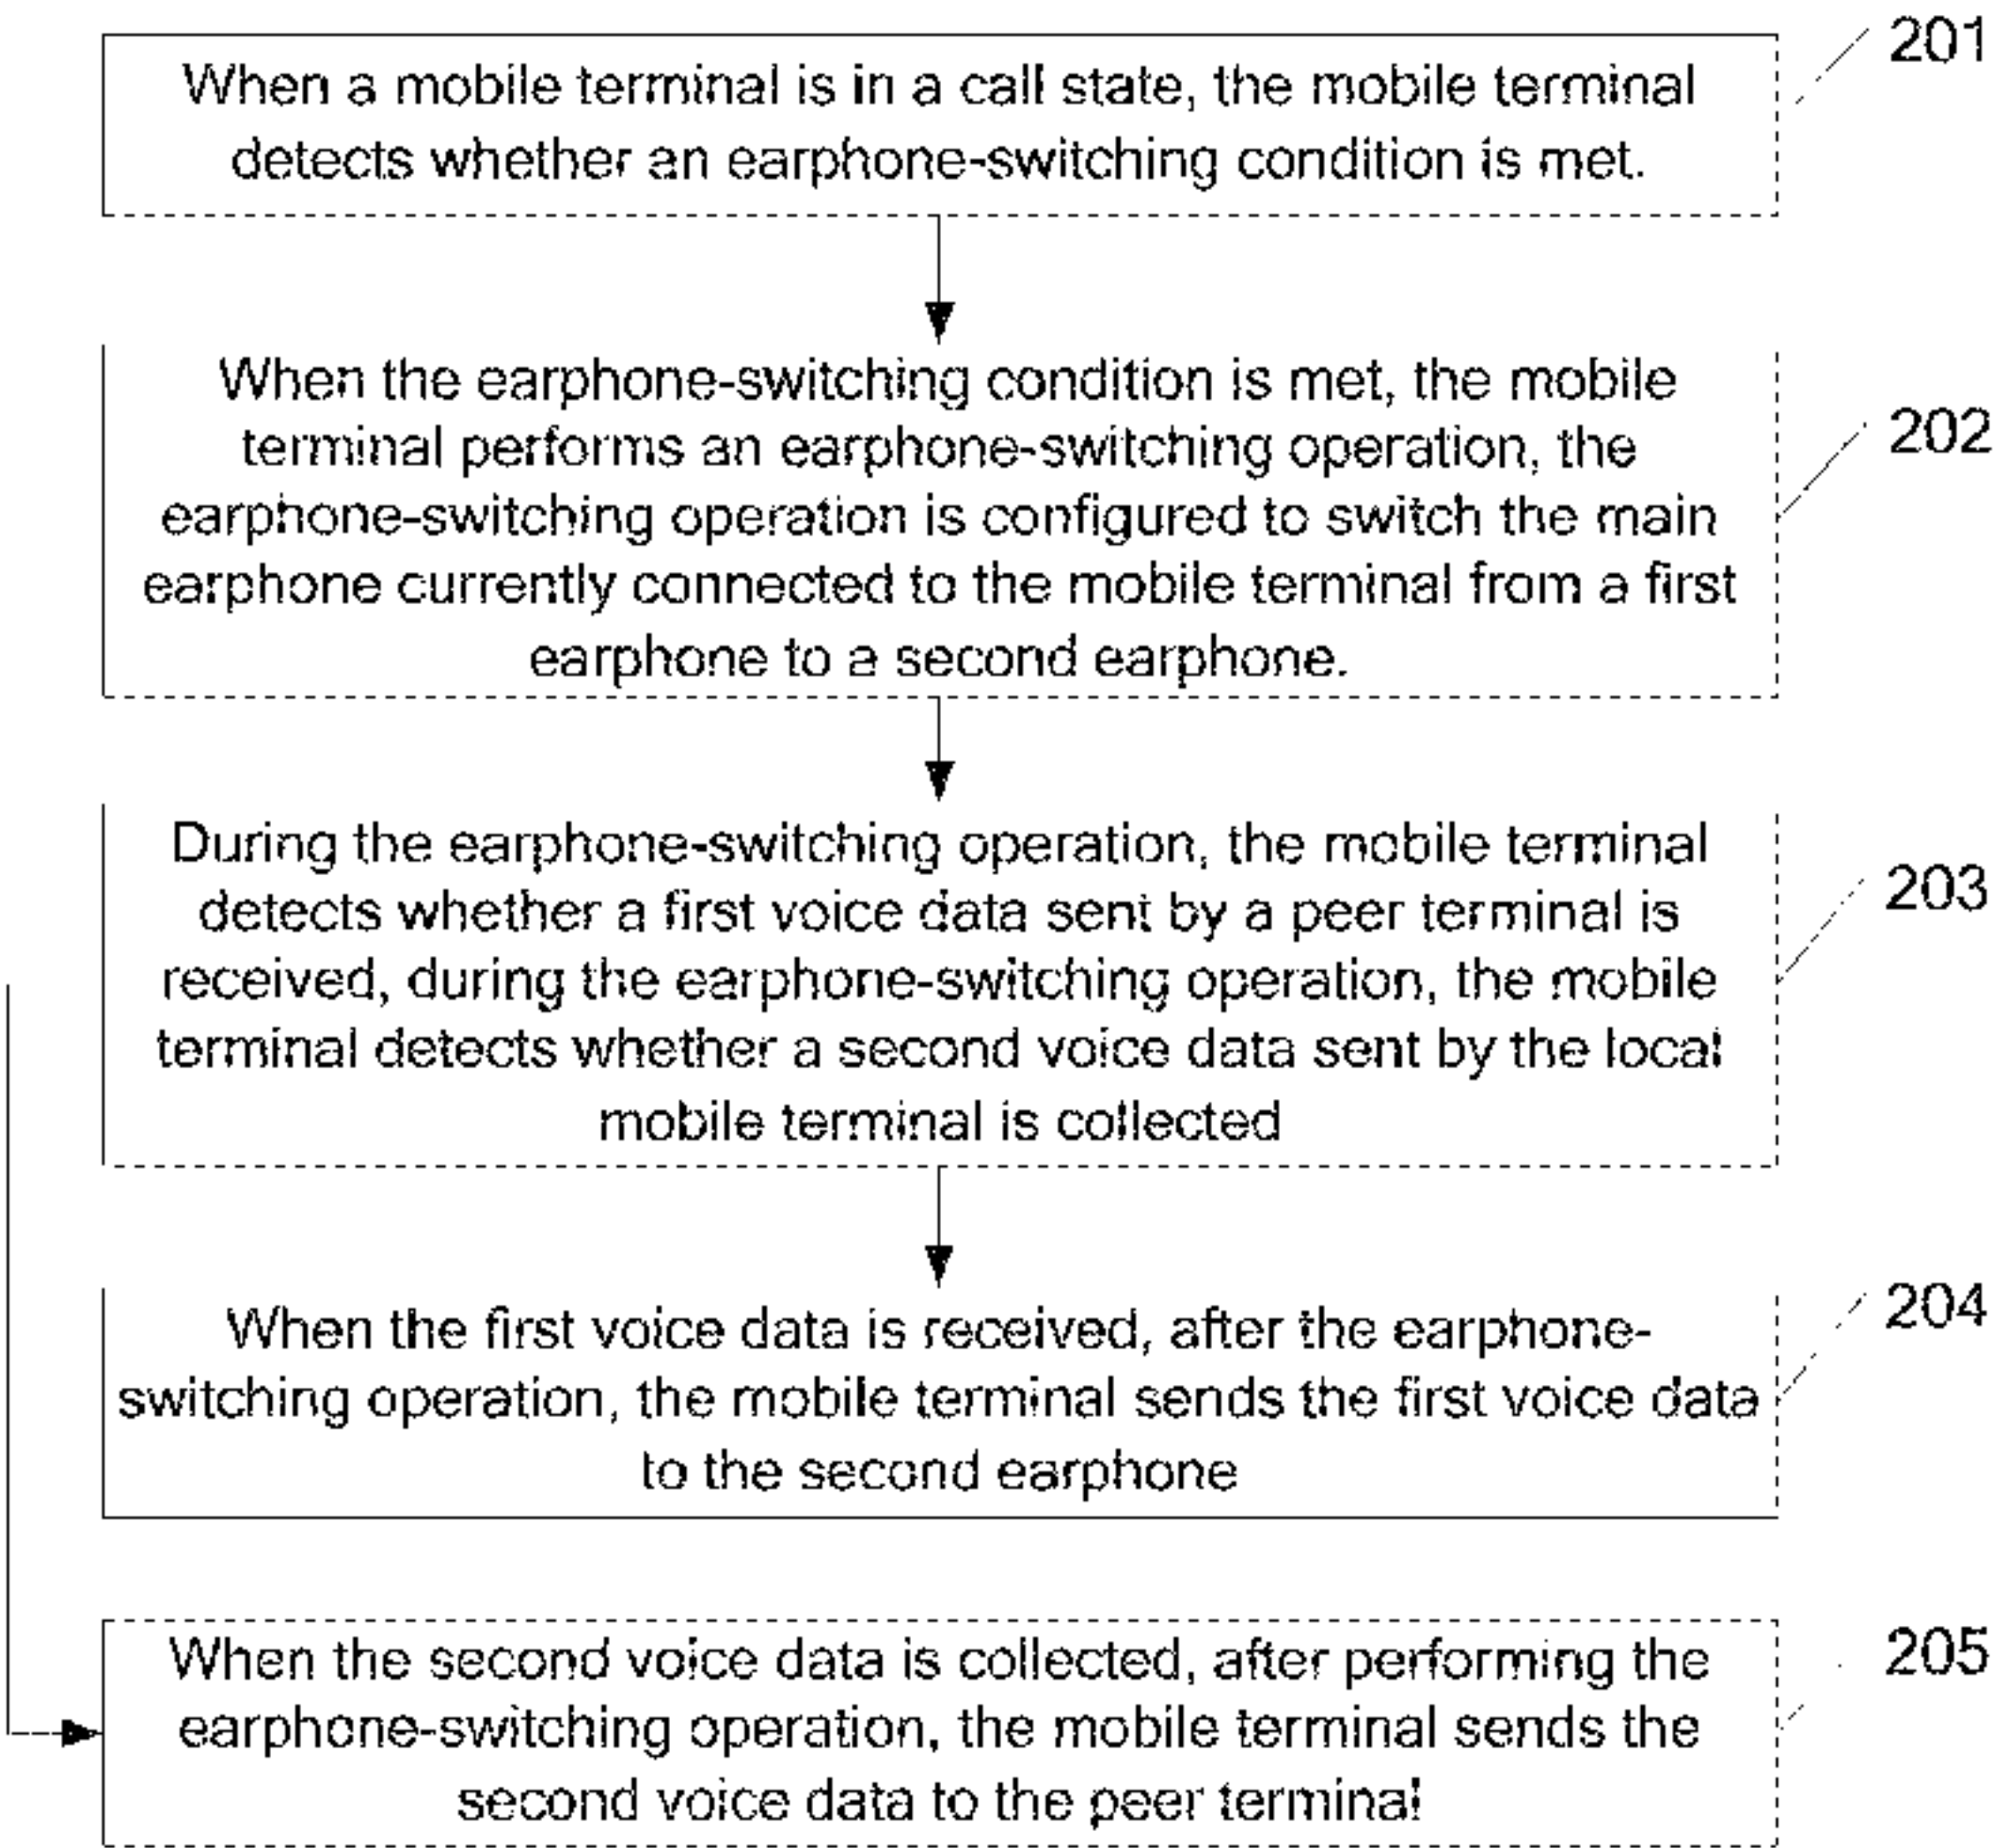 When a mobile terminal is in a call state, the mobile terminal
detects whether an earphone-switching condition is met.
201
When the earphone-switching condition is met, the mobile
terminal performs an earphone-switching operation, the
earphone-switching operation is configured to switch the main
earphone currently connected to the mobile terminal from a first
earphone to a second earphone.
202
During the earphone-switching operation, the mobile terminal
detects whether a first voice data sent by a peer terminal is
received, during the earphone-switching operation, the mobile
terminal detects whether a second voice data sent by the local
mobile terminal is collected
203
When the first voice data is received, after the earphone-
switching operation, the mobile terminal sends the first voice data
to the second earphone
204
When the second voice data is collected, after performing the
earphone-switching operation, the mobile terminal sends the
second voice data to the peer terminal
205